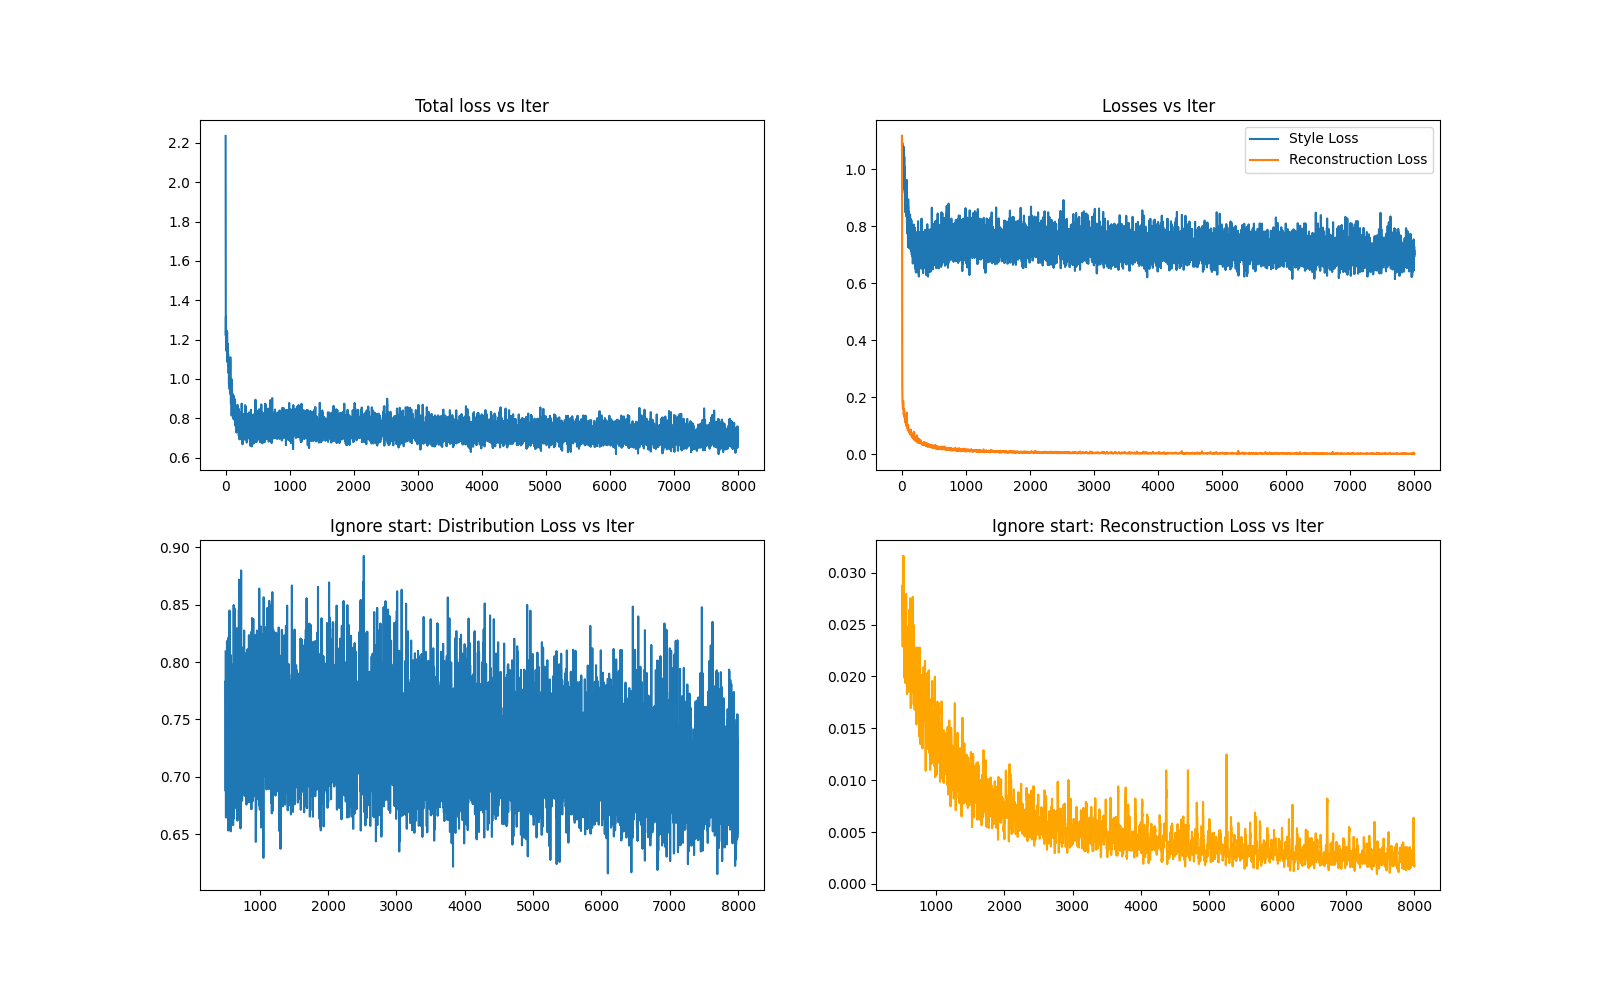 Total loss vs Iter
2.2
2.0
1.8
1.6
1.4
1.2
1.0
0.8
0.6
0 1000 2000 3000 4000 5000 6000 7000 8000
Losses vs Iter
Style Loss
Reconstruction Loss
1.0
0.8
0.6
0.4
0.2
0.0
0 1000 2000 3000 4000 5000 6000 7000 8000
Ignore start: Distribution Loss vs Iter
0.90
0.85
0.80
0.75
0.70
0.65
1000 2000 3000 4000 5000 6000 7000 8000
Ignore start: Reconstruction Loss vs Iter
0.030
0.025
0.020
0.015
0.010
0.005
0.000
1000 2000 3000 4000 5000 6000 7000 8000